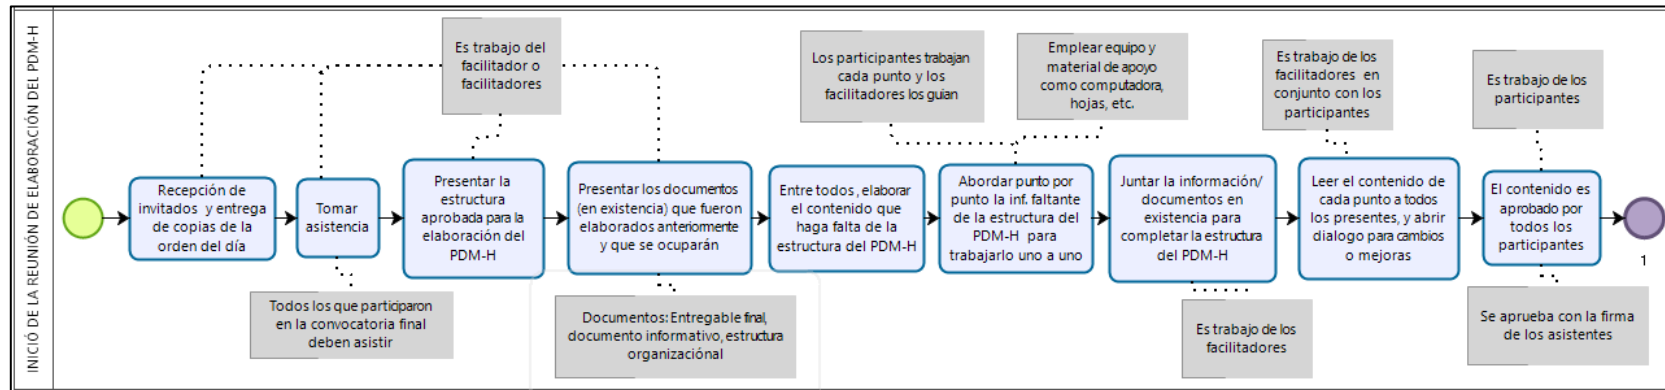 INICIÓ DE LA REUNIÓN DE ELABORACIÓN DEL PDM-H
Es trabajo del
facilitador o
facilitadores
Los participantes trabajan
cada punto y los
facilitadores los guian
Emplear equipo y
material de apoyo
como computadora,
hojas, etc.
Es trabajo de los
facilitadores en
conjunto con los
participantes
Es trabajo de los
participantes
Recepción de
invitados y entrega
de copias de la
orden del día
Tomar
asistencia
Presentar la
estructura
aprobada para la
elaboración del
PDM-H
Presentar los documentos
(en existencia) que fueron
elaborados anteriormente
y que se ocuparán
Entre todos, elaborar
el contenido que
haga falta de la
estructura del PDM-H
Abordar punto por
punto la inf. faltante
de la estructura del
PDM-H para
trabajarlo uno a uno
Juntar la información/
documentos en
existencia para
completar la estructura
del PDM-H
Leer el contenido de
cada punto a todos
los presentes, y abrir
dialogo para cambios
o mejoras
El contenido es
aprobado por
todos los
participantes
1
Todos los que participaron
en la convocatoria final
deben asistir
Documentos: Entregable final,
documento informativo, estructura
organizaciónal
Es trabajo de los
facilitadores
Se aprueba con la firma
de los asistentes